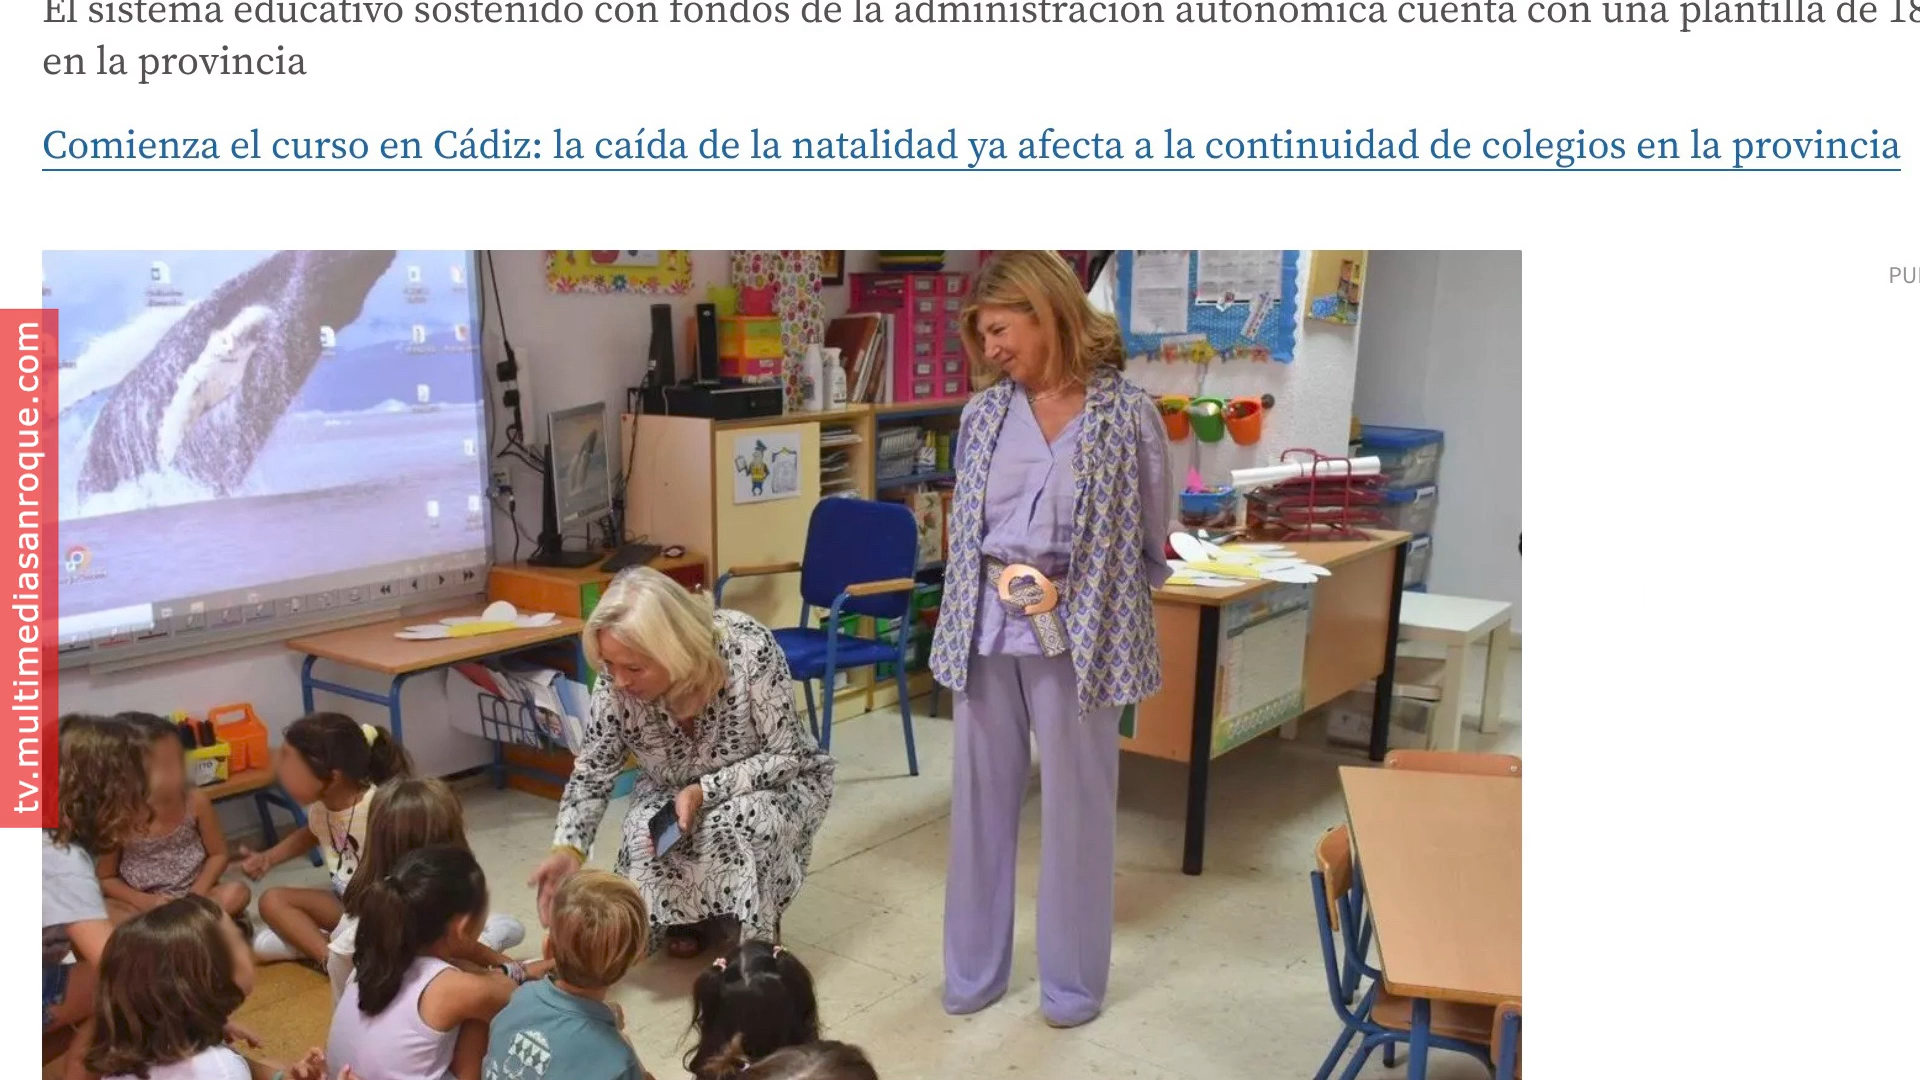 El sistema educativo sostenido con fondos de la administración autonómica cuenta con una plantilla de 18
en la provincia
Comienza el curso en Cádiz: la caída de la natalidad ya afecta a la continuidad de colegios en la provincia
PU
tv.multimediasanroque.com